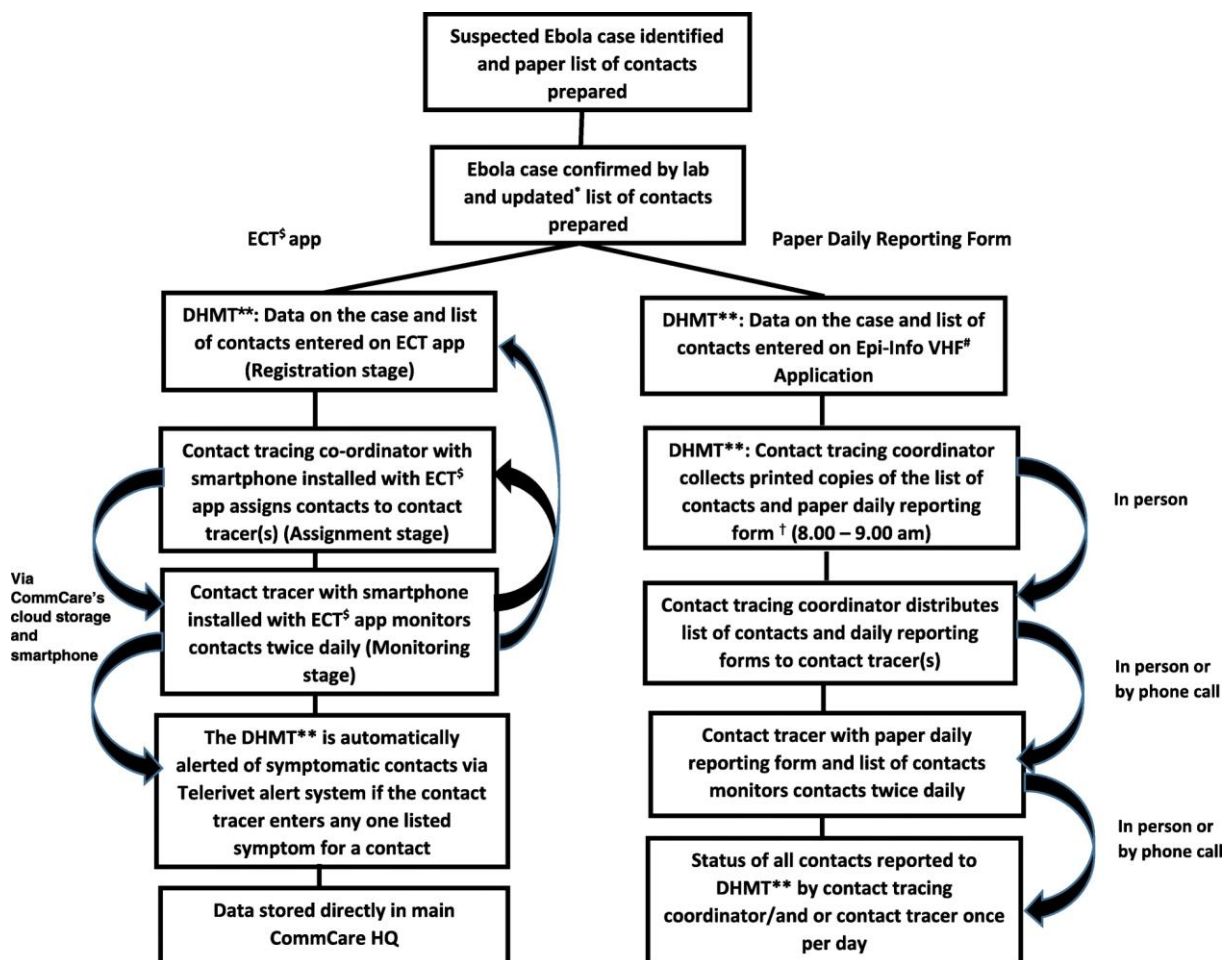 Suspected Ebola case identified
and paper list of contacts
prepared
Ebola case confirmed by lab
and updated* list of contacts
prepared
ECT$ app
Paper Daily Reporting Form
DHMT**: Data on the case and list
of contacts entered on ECT app
(Registration stage)
Contact tracing co-ordinator with
smartphone installed with ECT$
app assigns contacts to contact
tracer(s) (Assignment stage)
Via
CommCare's
cloud storage
and
smartphone
Contact tracer with smartphone
installed with ECT$ app monitors
contacts twice daily (Monitoring
stage)
The DHMT** is automatically
alerted of symptomatic contacts via
Telerivet alert system if the contact
tracer enters any one listed
symptom for a contact
Data stored directly in main
CommCare HQ
DHMT**: Data on the case and list of
contacts entered on Epi-Info VHF#
Application
DHMT**: Contact tracing coordinator
collects printed copies of the list of
contacts and paper daily reporting
form † (8.00 – 9.00 am)
In person
Contact tracing coordinator distributes
list of contacts and daily reporting
forms to contact tracer(s)
In person or
by phone call
Contact tracer with paper daily
reporting form and list of contacts
monitors contacts twice daily
In person or
by phone call
Status of all contacts reported to
DHMT** by contact tracing
coordinator/and or contact tracer once
per day